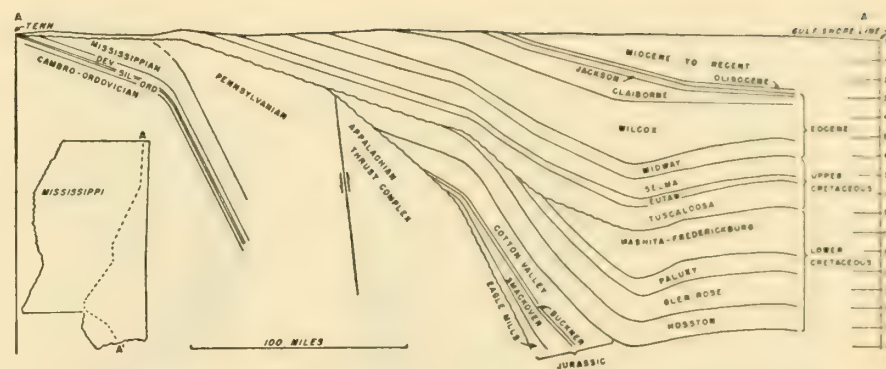 A
TENN.
A
GULF SHORE LINE
MISSISSIPPIAN
DEV. SIL. ORD.
CAMBRO-ORDOVICIAN
PENNSYLVANIAN
APPALACHIAN
THRUST COMPLEX
MIOCENE TO RECENT
OLIGOCENE
JACKSON
CLAIBORNE
WILCOX
EOCENE
MIDWAY
SELMA
EUTAW
UPPER
CRETACEOUS
TUSCALOOSA
WASHITA-FREDERICKBURG
LOWER
CRETACEOUS
PALUXY
GLEN ROSE
HOSSTON
COTTON VALLEY
BUCKNER
SMACKOVER
EAGLE MILLS
JURASSIC
A
MISSISSIPPI
A'
100 MILES